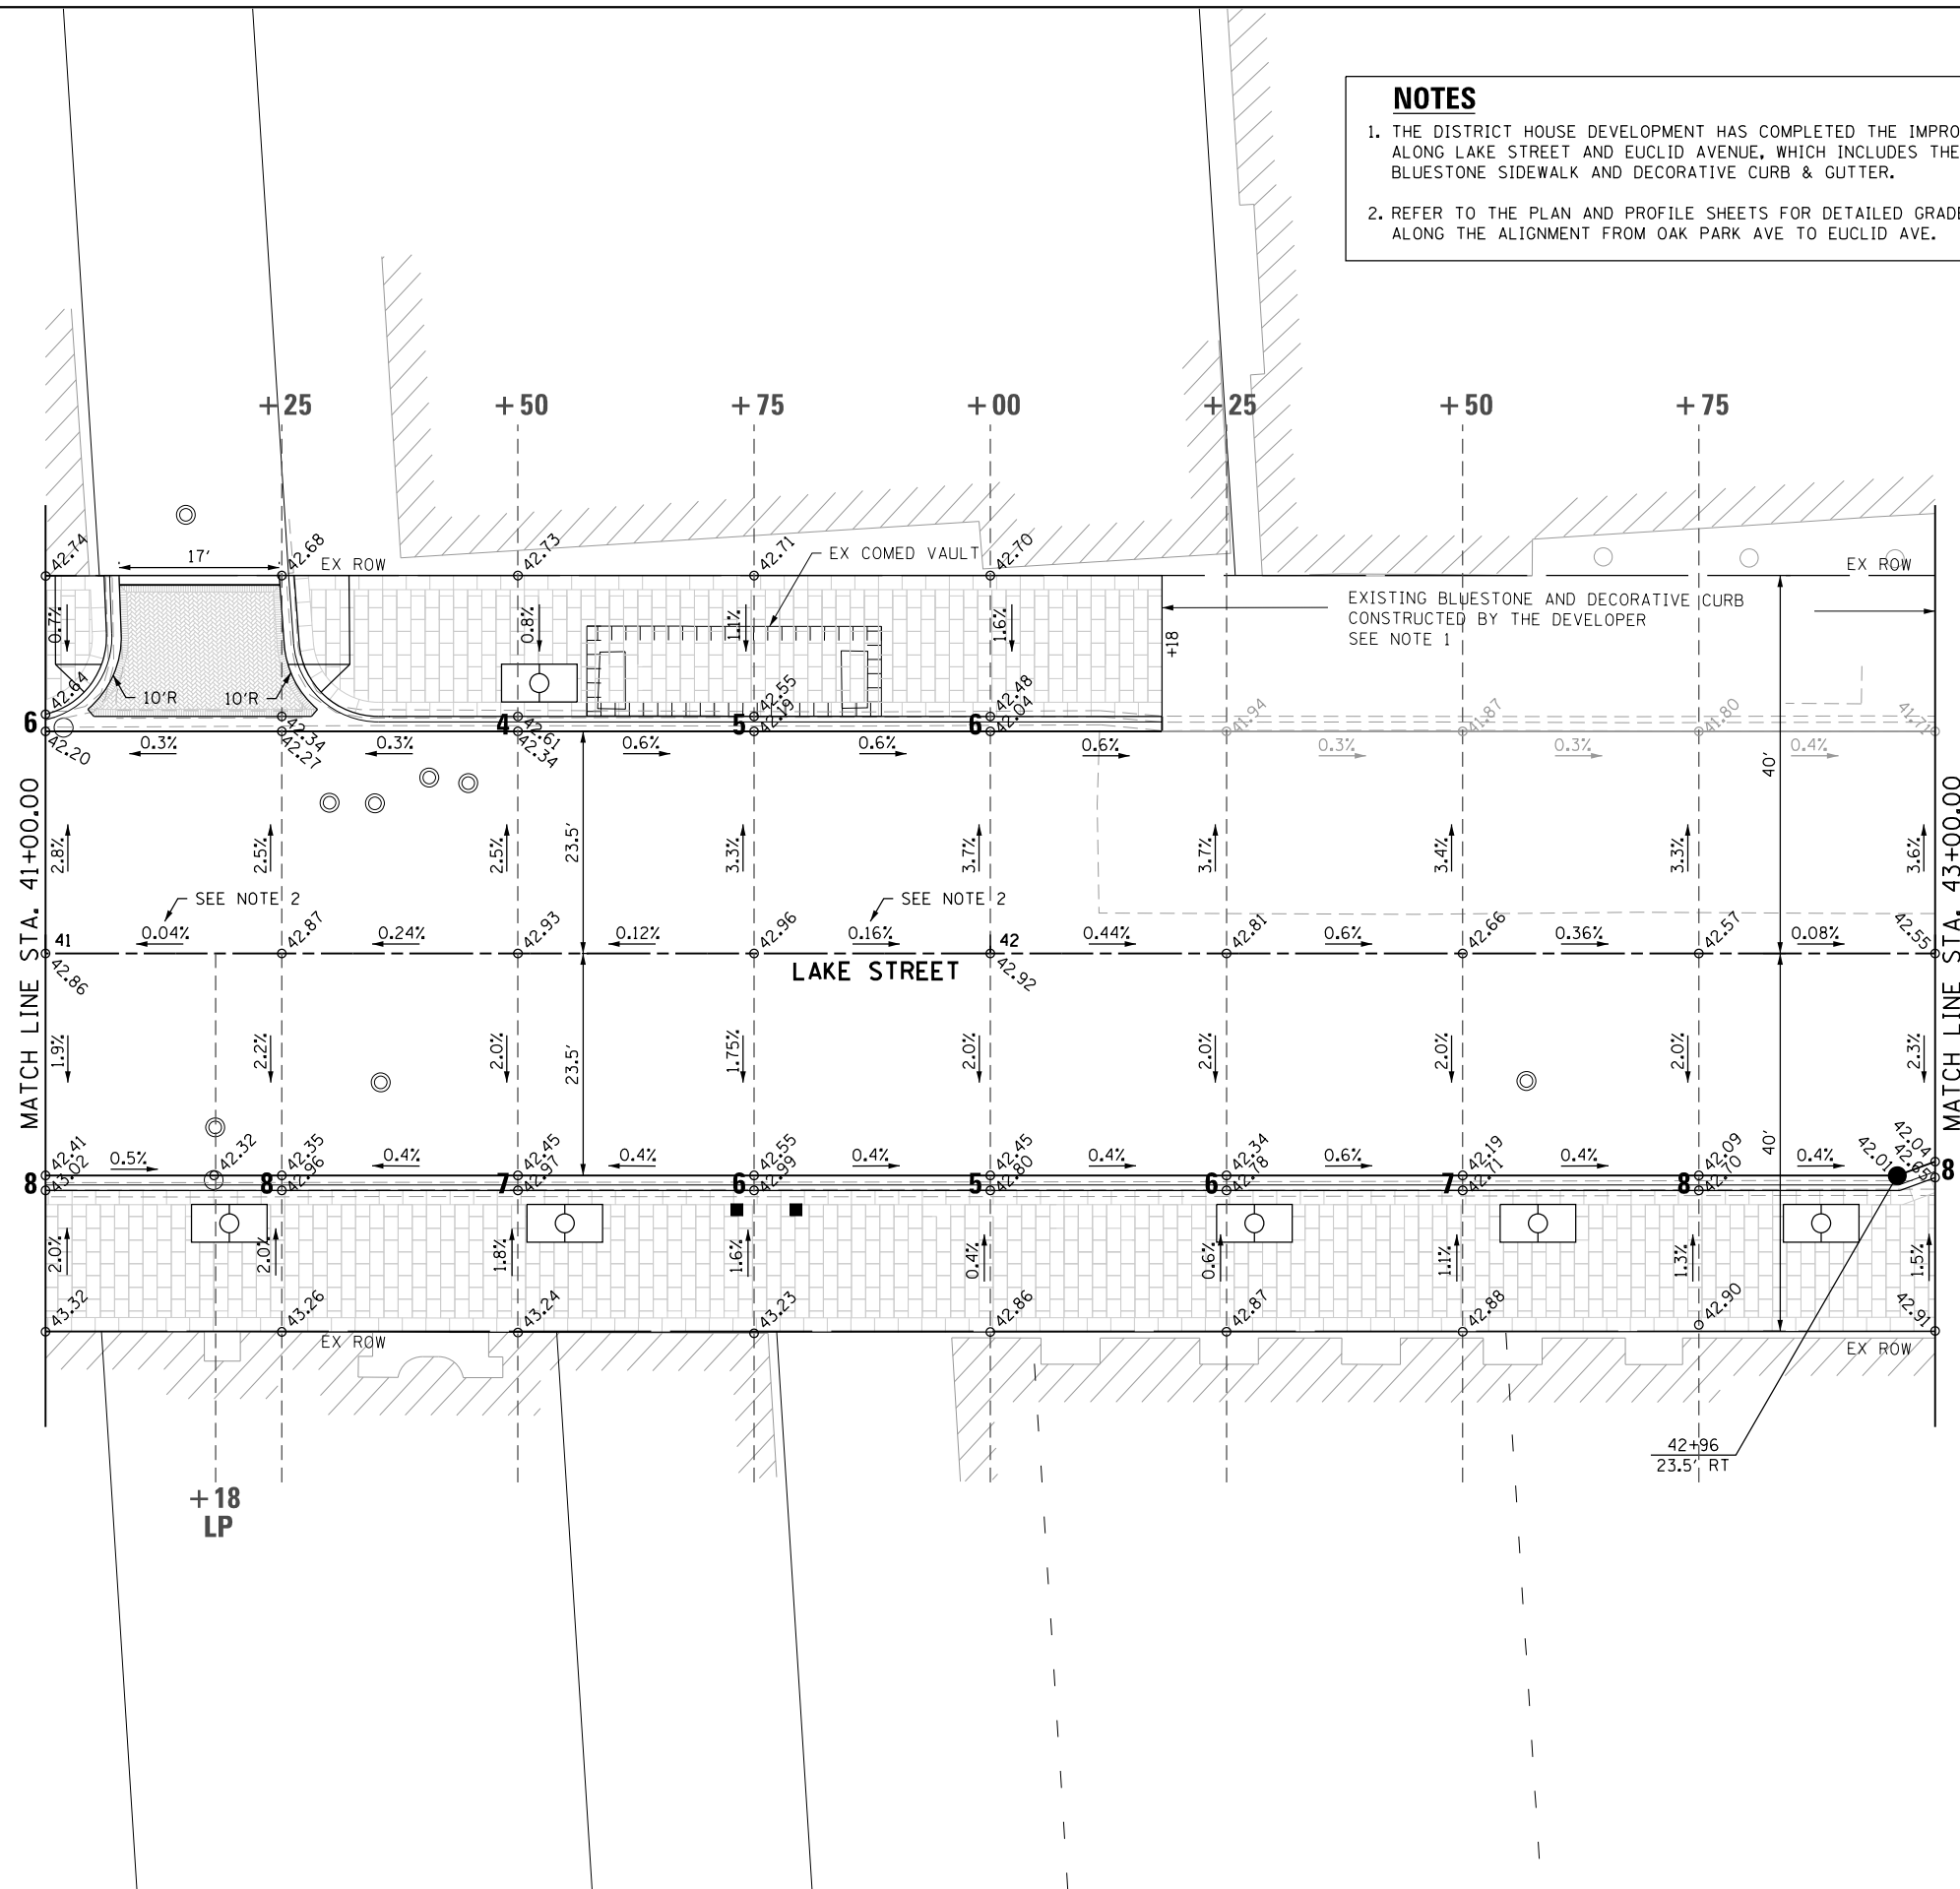 NOTES
1. THE DISTRICT HOUSE DEVELOPMENT HAS COMPLETED THE IMPRO
ALONG LAKE STREET AND EUCLID AVENUE, WHICH INCLUDES THE
BLUESTONE SIDEWALK AND DECORATIVE CURB & GUTTER.
2. REFER TO THE PLAN AND PROFILE SHEETS FOR DETAILED GRADE
ALONG THE ALIGNMENT FROM OAK PARK AVE TO EUCLID AVE.
+25 +50 +75 +00 +25 +50 +75
42.74 42.68 42.73 42.71 42.70
17'
EX ROW
EX COMED VAULT
EX ROW
0.7% 0.8% 1.1% 1.6%
+18
EXISTING BLUESTONE AND DECORATIVE CURB
CONSTRUCTED BY THE DEVELOPER
SEE NOTE 1
10'R 10'R
42.64 42.34 42.61 42.55 42.48
6 4 5 6
42.20 42.27 42.34 42.19 42.04 41.94 41.87 41.80 41.71
0.3% 0.3% 0.6% 0.6% 0.6% 0.3% 0.3% 0.4%
40'
23.5'
2.8% 2.5% 2.5% 3.3% 3.7% 3.7% 3.4% 3.3% 3.6%
MATCH LINE STA. 41+00.00
MATCH LINE STA. 43+00.00
SEE NOTE 2
SEE NOTE 2
42.87 42.93 42.96 42.81 42.66 42.57 42.55
41 0.04% 0.24% 0.12% 0.16% 42 0.44% 0.6% 0.36% 0.08%
42.86
LAKE STREET
42.92
23.5'
1.9% 2.2% 2.0% 1.75% 2.0% 2.0% 2.0% 2.0% 2.3%
40'
42.41 42.32 42.35 42.45 42.55 42.45 42.34 42.19 42.09 42.01 42.04
0.5% 0.4% 0.4% 0.4% 0.4% 0.6% 0.4% 0.4%
43.02 42.96 42.97 42.99 42.80 42.78 42.71 42.70
8 8 7 6 5 6 7 8 8
2.0% 2.0% 1.8% 1.6% 0.4% 0.6% 1.1% 1.3% 1.5%
43.32 43.26 43.24 43.23 42.86 42.87 42.88 42.90 42.91
EX ROW
EX ROW
42+96
23.5' RT
+18
LP